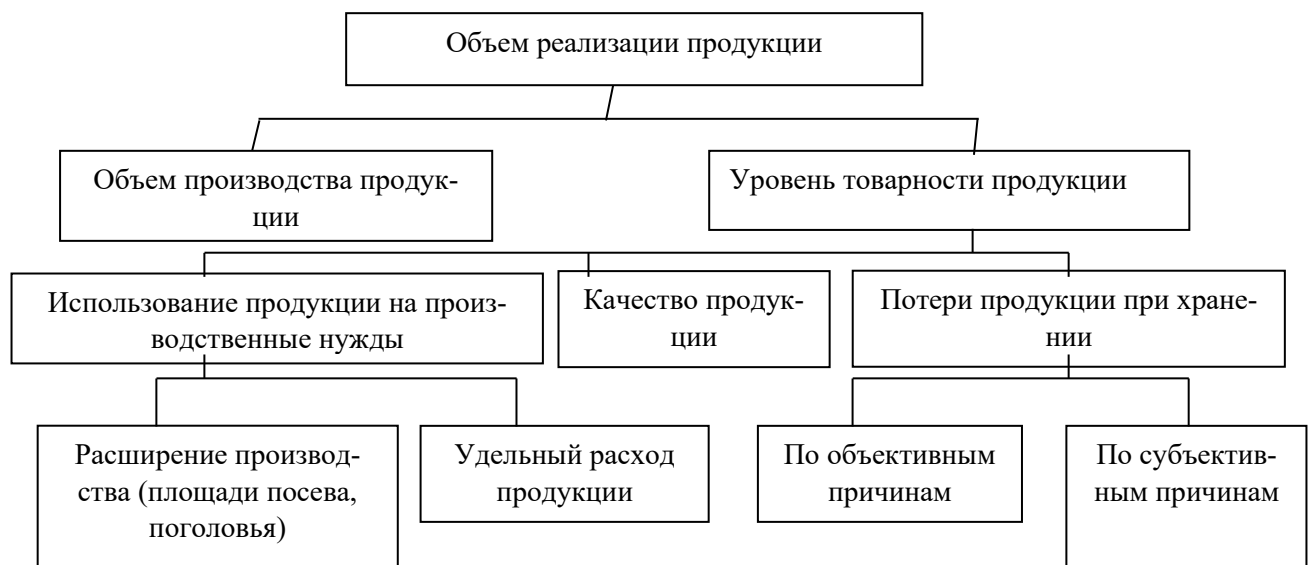 Объем реализации продукции
Объем производства продук-
ции
Уровень товарности продукции
Использование продукции на произ-
водственные нужды
Качество продук-
ции
Потери продукции при хране-
нии
Расширение производ-
ства (площади посева,
поголовья)
Удельный расход
продукции
По объективным
причинам
По субъектив-
ным причинам